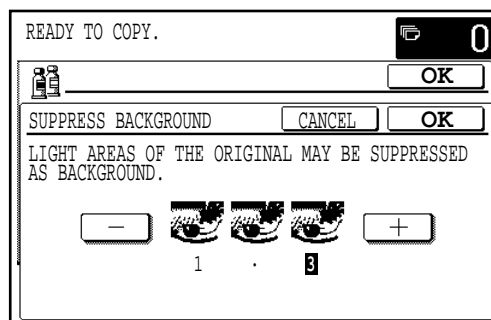 READY TO COPY. 0
OK
SUPPRESS BACKGROUND CANCEL OK
LIGHT AREAS OF THE ORIGINAL MAY BE SUPPRESSED
AS BACKGROUND.
− +
1 · 3